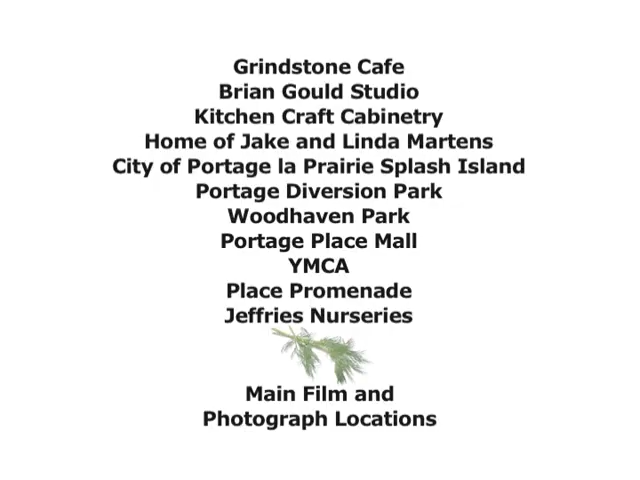 Grindstone Cafe
Brian Gould Studio
Kitchen Craft Cabinetry
Home of Jake and Linda Martens
City of Portage la Prairie Splash Island
Portage Diversion Park
Woodhaven Park
Portage Place Mall
YMCA
Place Promenade
Jeffries Nurseries
Main Film and
Photograph Locations